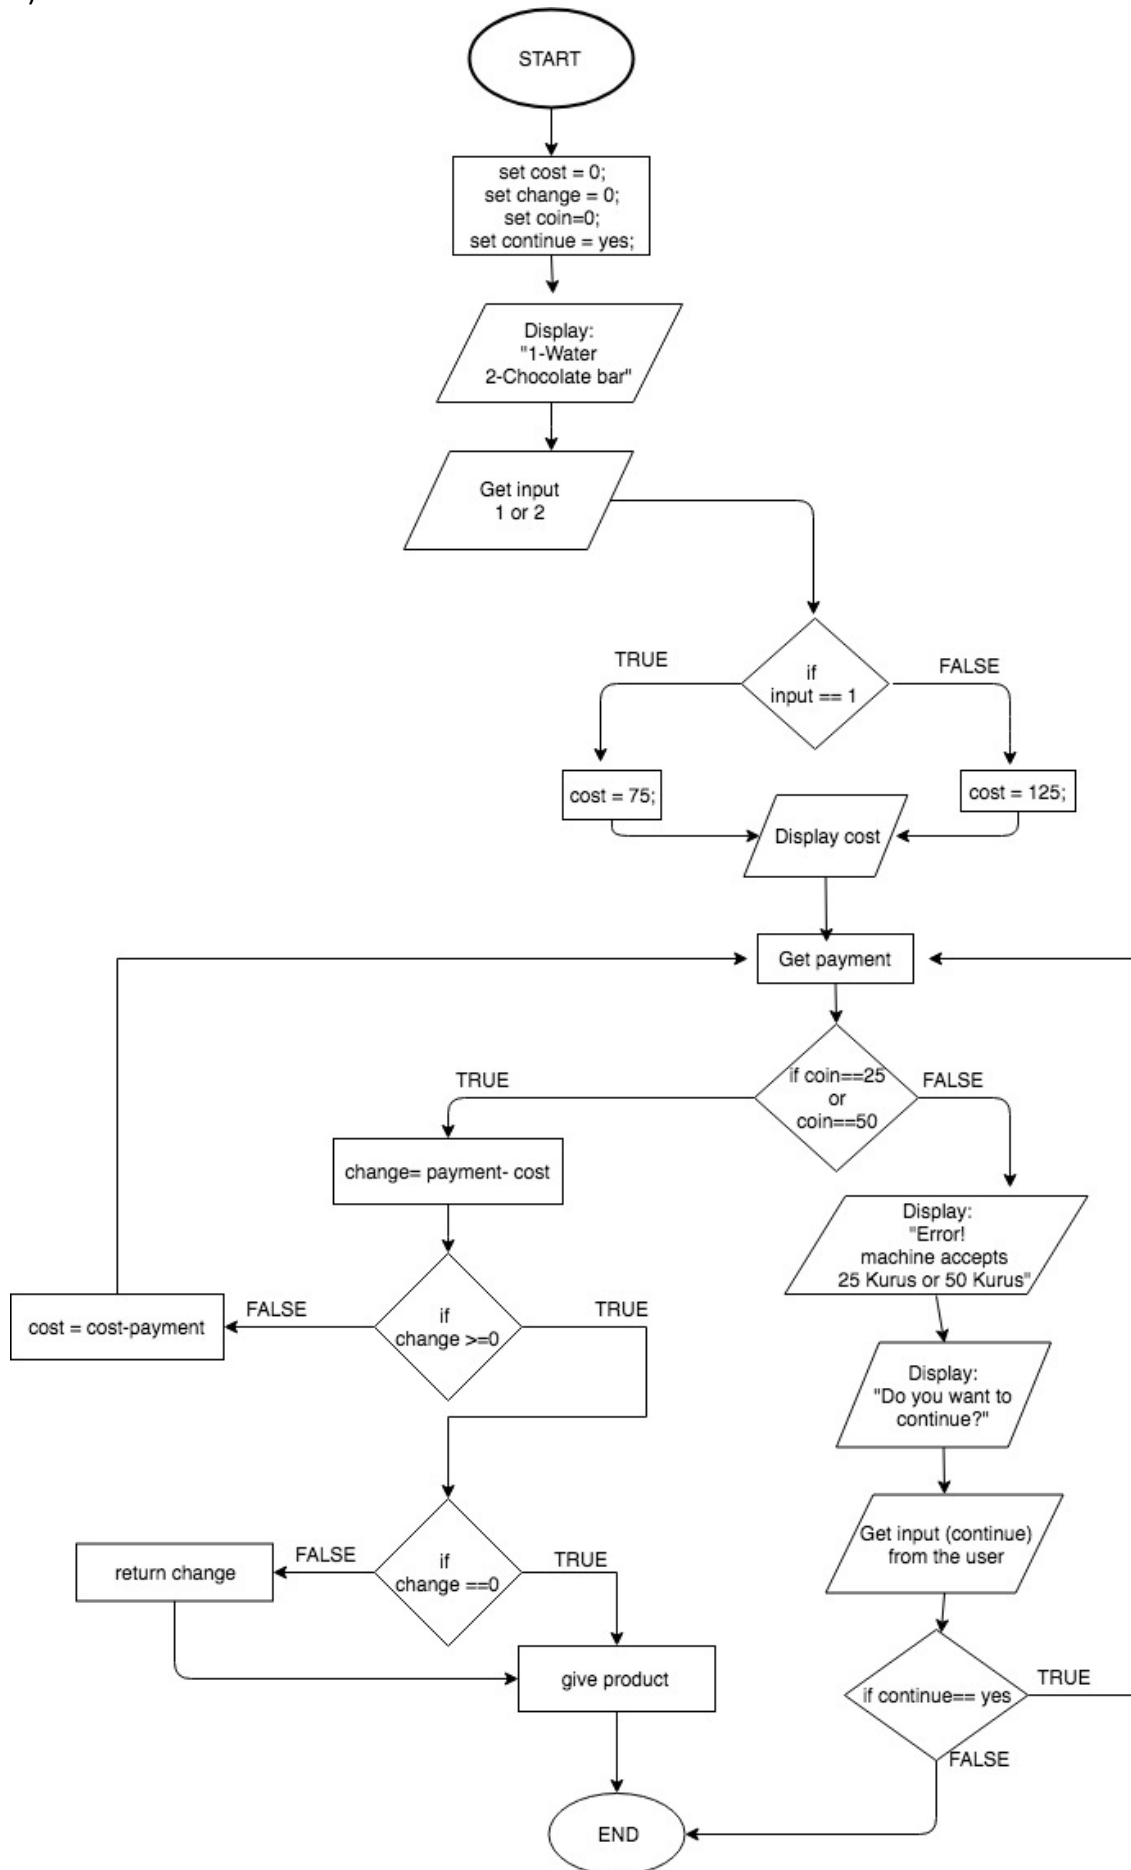 START
set cost = 0;
set change = 0;
set coin=0;
set continue = yes;
Display:
"1-Water
2-Chocolate bar"
Get input
1 or 2
if
input == 1
TRUE
FALSE
cost = 75;
cost = 125;
Display cost
Get payment
if coin==25
or
coin==50
TRUE
FALSE
change= payment- cost
Display:
"Error!
machine accepts
25 Kurus or 50 Kurus"
if
change >=0
FALSE
TRUE
cost = cost-payment
Display:
"Do you want to
continue?"
Get input (continue)
from the user
if
change ==0
FALSE
TRUE
return change
give product
if continue== yes
TRUE
FALSE
END